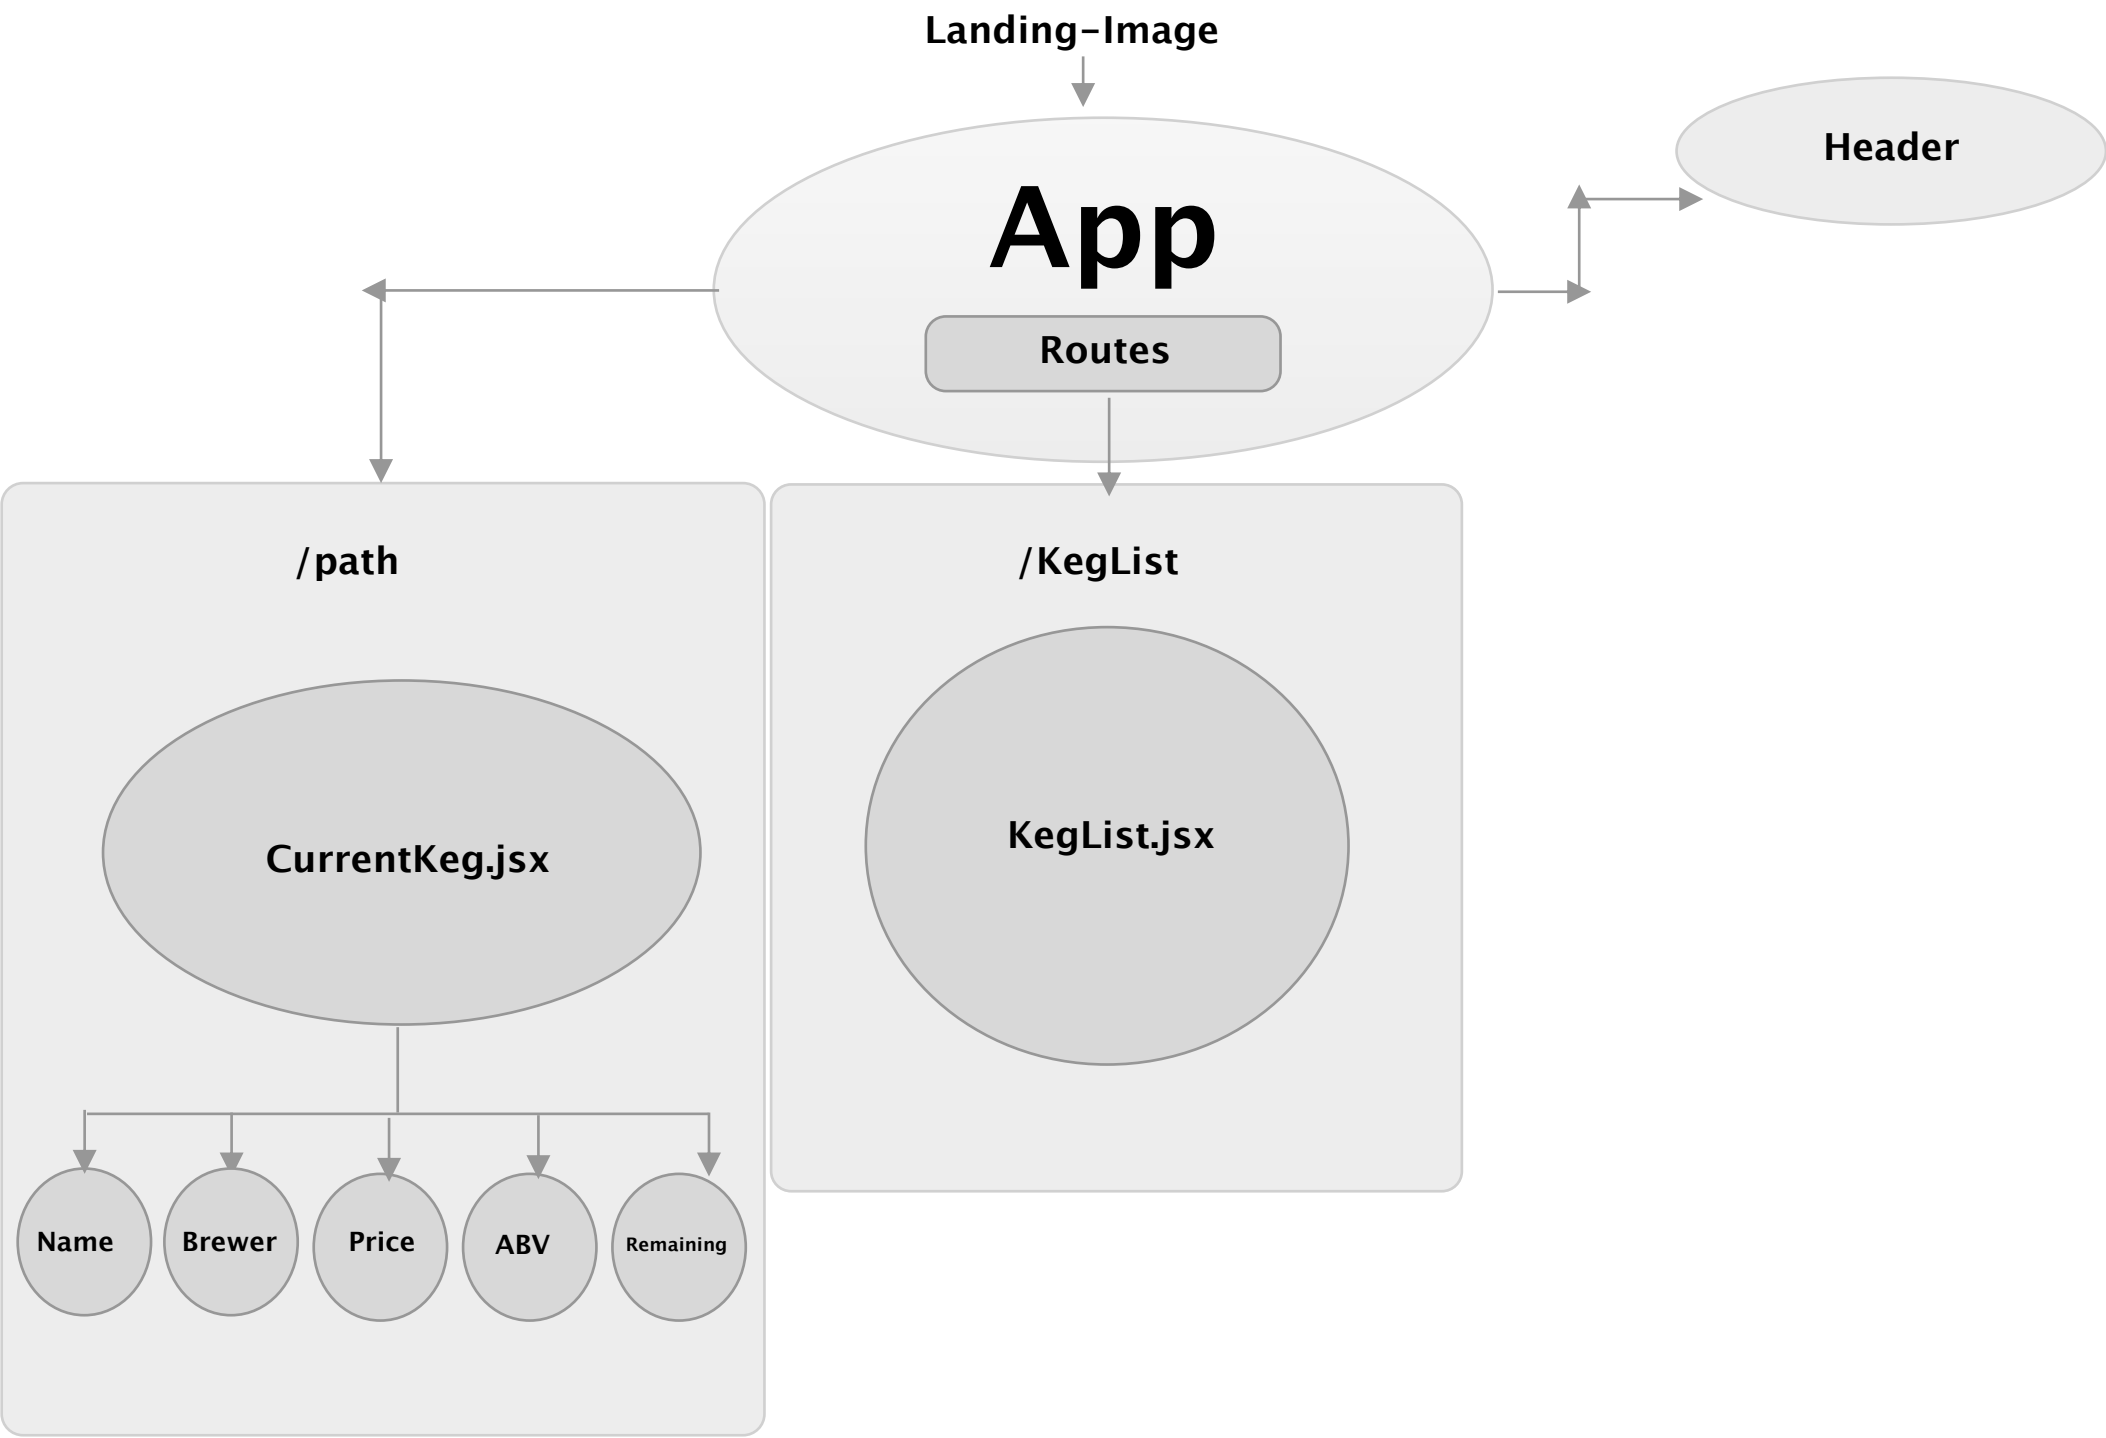 Landing-Image
Header
App
Routes
/path
/KegList
CurrentKeg.jsx
KegList.jsx
Name
Brewer
Price
ABV
Remaining